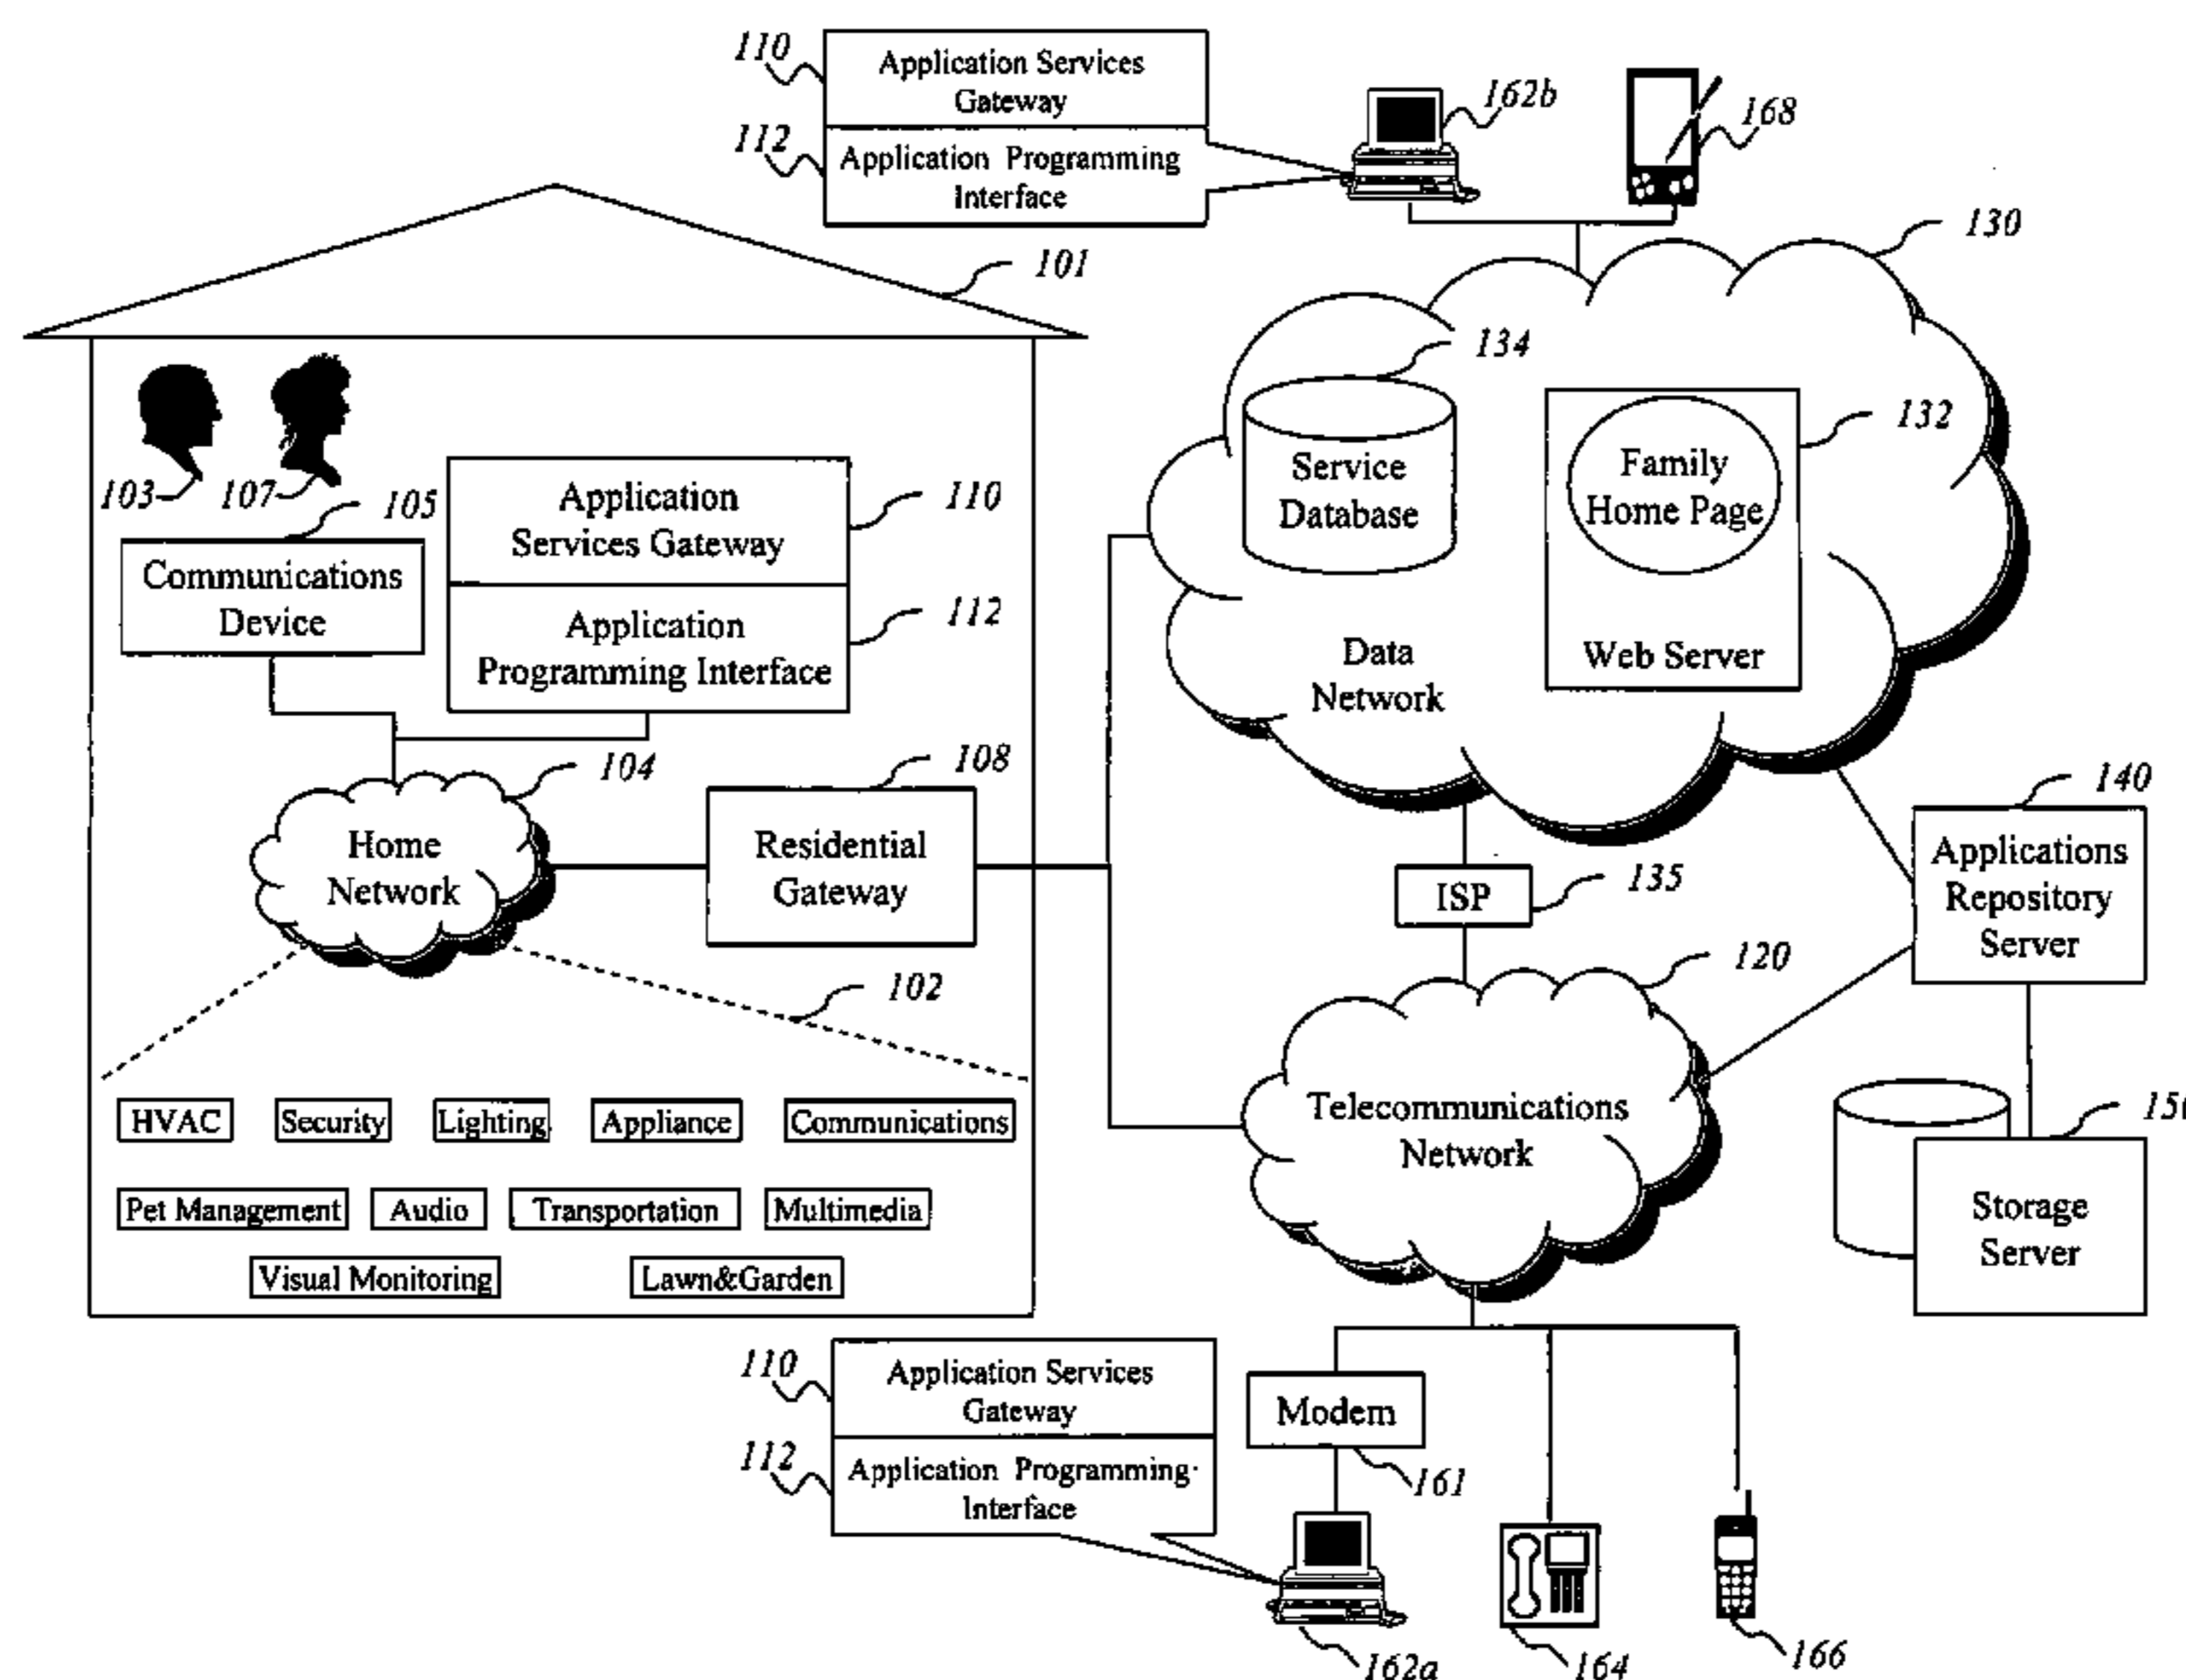 110
Application Services
Gateway
112
Application Programming
Interface
162b
168
130
101
134
132
Service
Database
Family
Home Page
Web Server
Data
Network
103
107
105
Communications
Device
Application
Services Gateway
110
Application
Programming Interface
112
104
Home
Network
108
Residential
Gateway
102
HVAC
Security
Lighting
Appliance
Communications
Pet Management
Audio
Transportation
Multimedia
Visual Monitoring
Lawn&Garden
ISP
135
140
Applications
Repository
Server
120
Telecommunications
Network
Storage
Server
110
Application Services
Gateway
112
Application Programming
Interface
Modem
161
162a
164
166